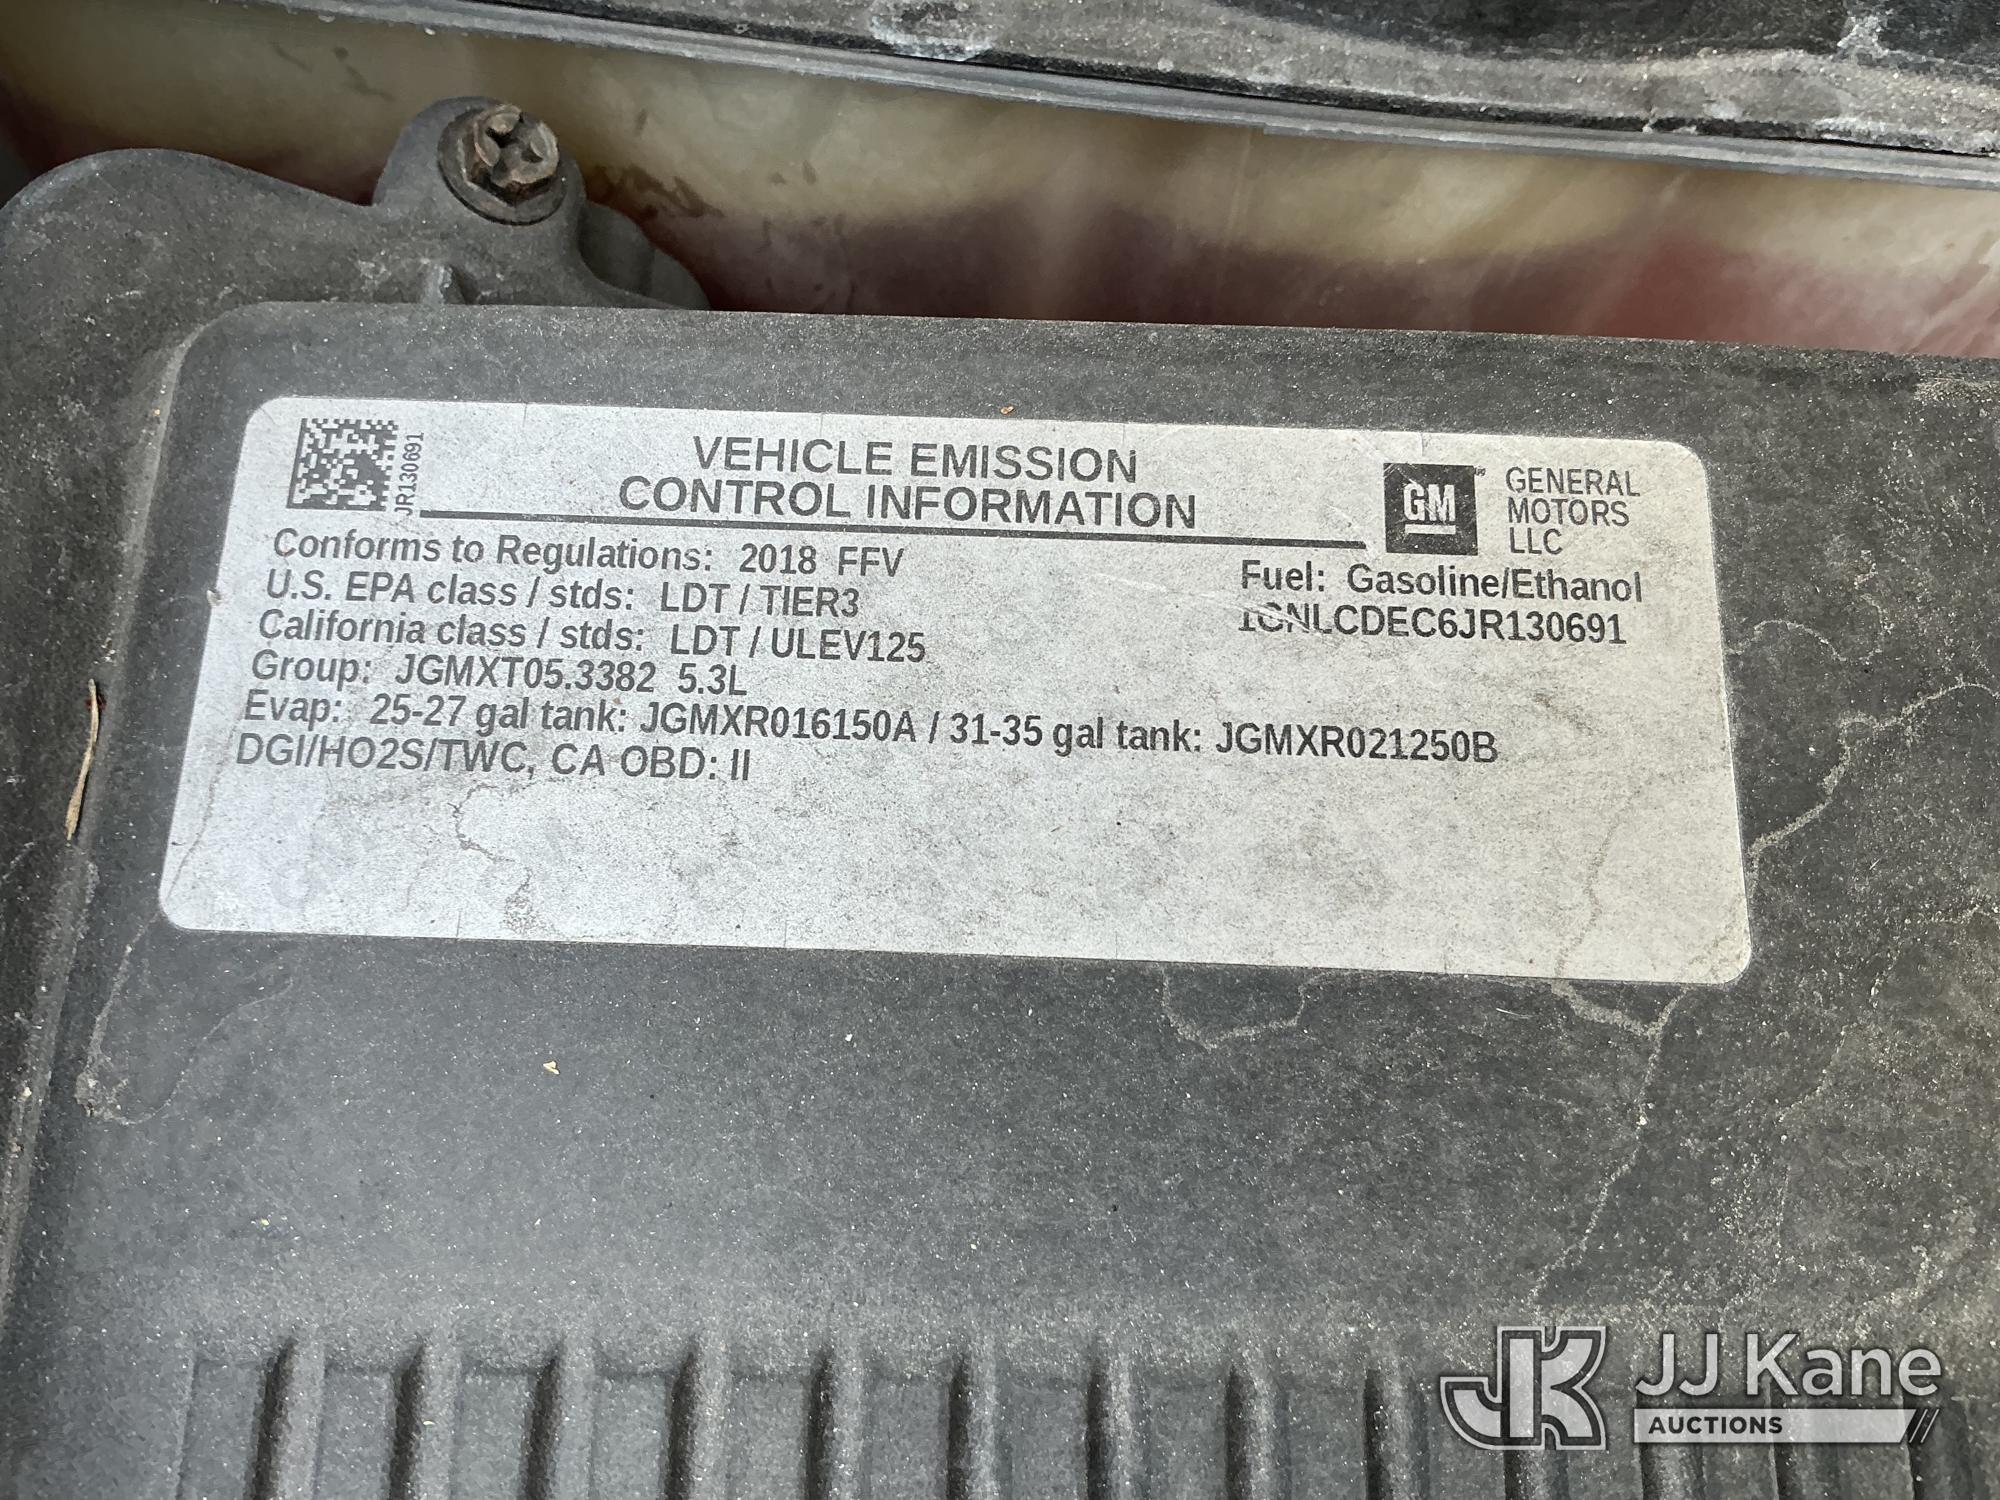 JR130691
VEHICLE EMISSION
CONTROL INFORMATION
GM
GENERAL
MOTORS
LLC
Conforms to Regulations: 2018 FFV
U.S. EPA class / stds: LDT / TIER3
California class / stds: LDT / ULEV125
Group: JGMXT05.3382 5.3L
Evap: 25-27 gal tank: JGMXR016150A / 31-35 gal tank: JGMXR021250B
DGI/HO2S/TWC, CA OBD: II
Fuel: Gasoline/Ethanol
1GNLCDEC6JR130691
JK
JJ Kane
AUCTIONS